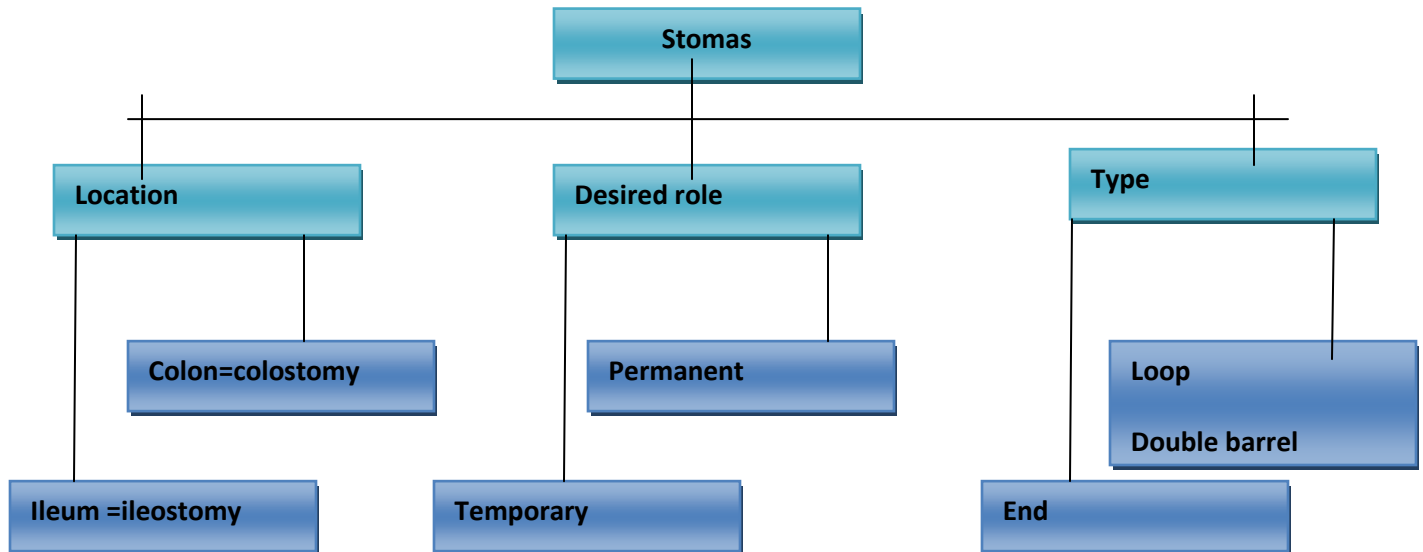 Stomas
Location
Desired role
Type
Colon=colostomy
Permanent
Loop
Double barrel
Ileum =ileostomy
Temporary
End